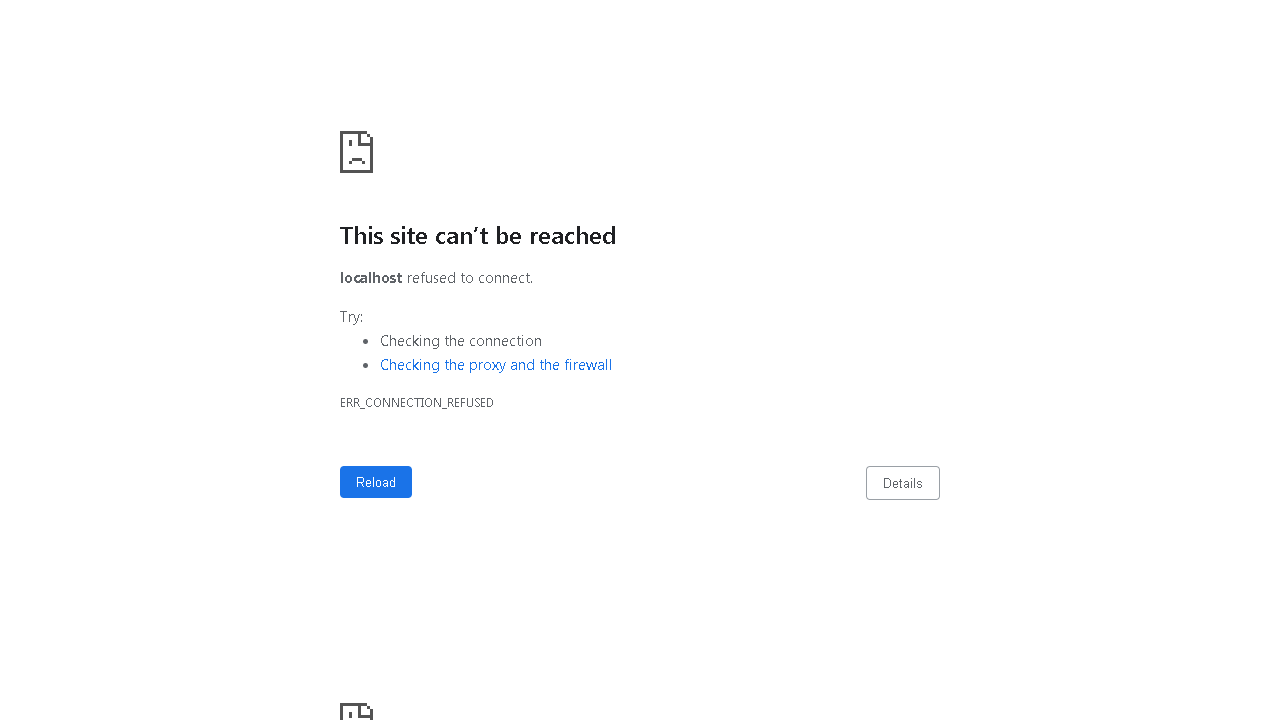 This site can’t be reached
localhost refused to connect.
Try:
Checking the connection
Checking the proxy and the firewall
ERR_CONNECTION_REFUSED
Reload
Details